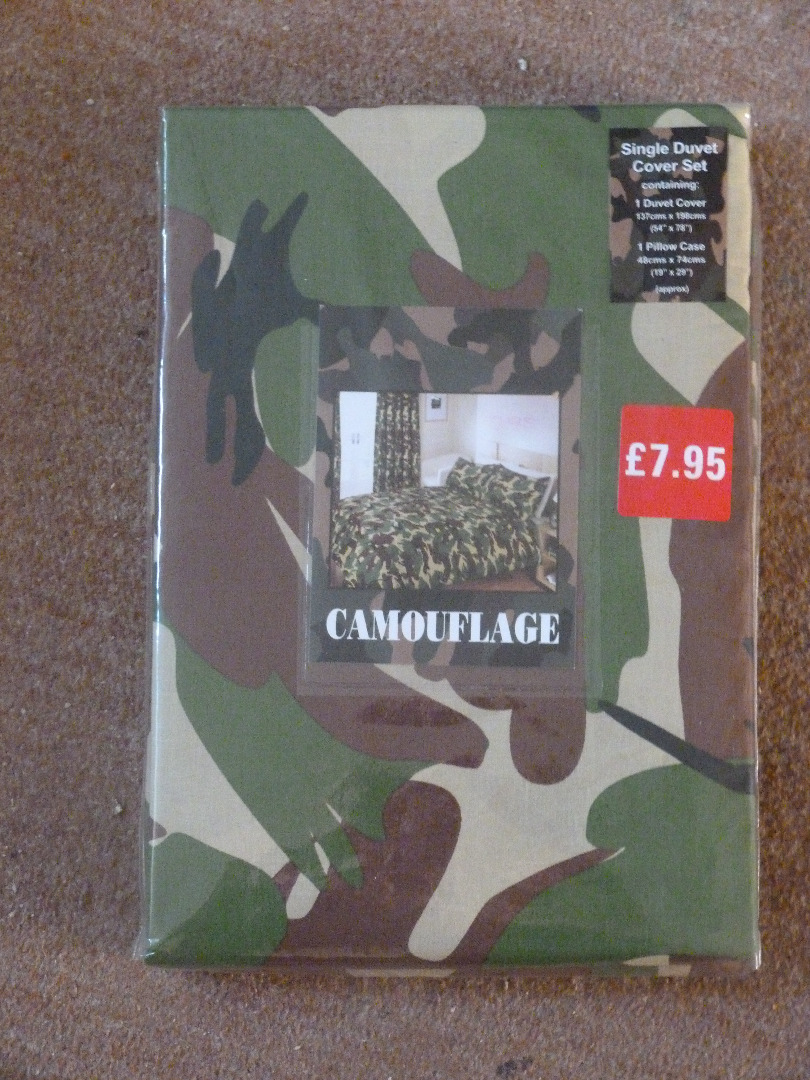 Single Duvet
Cover Set
containing:
1 Duvet Cover
137cms x 198cms
(54" x 78")
1 Pillow Case
48cms x 74cms
(19" x 29")
(approx)
£7.95
CAMOUFLAGE